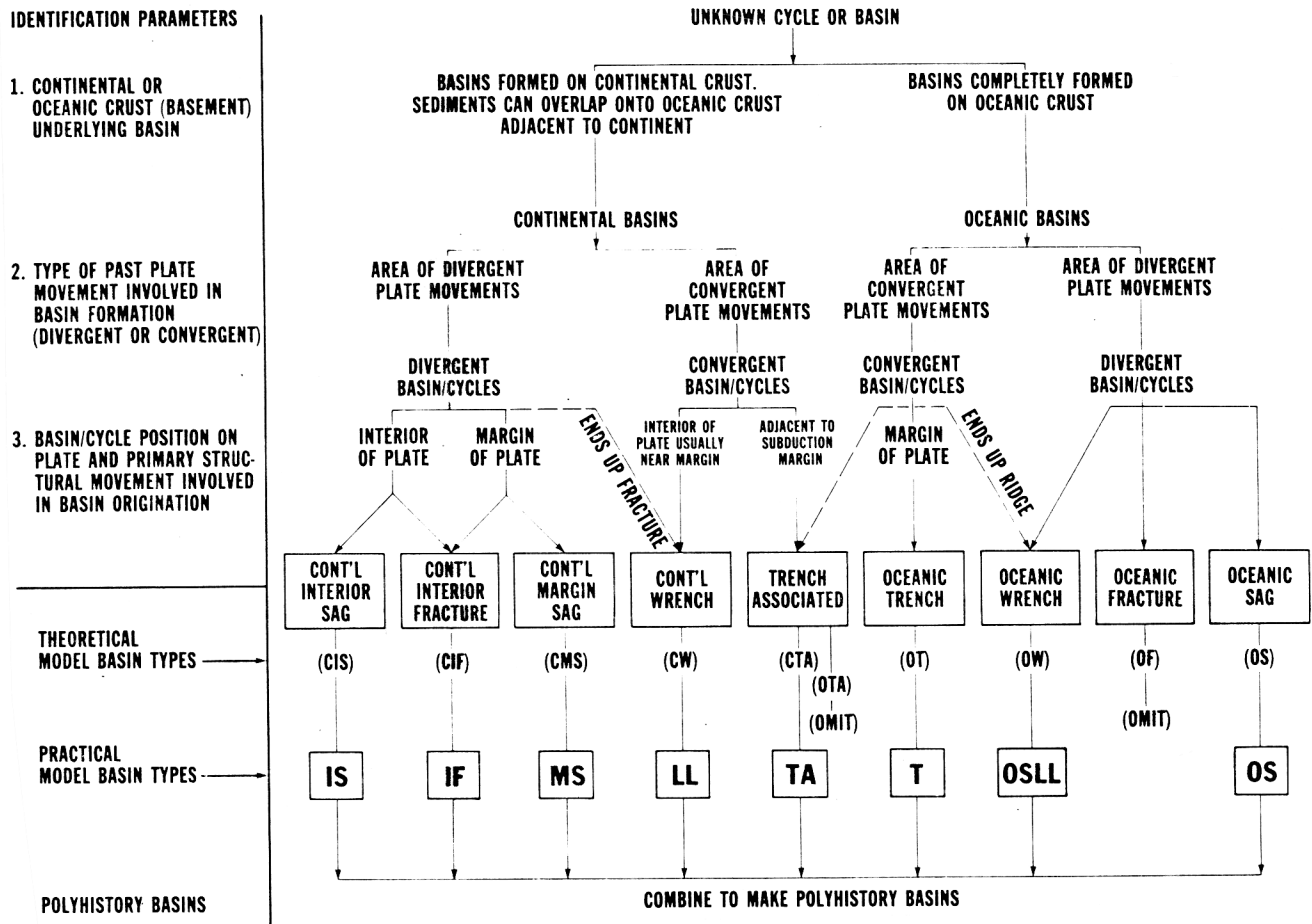 IDENTIFICATION PARAMETERS
UNKNOWN CYCLE OR BASIN
1. CONTINENTAL OR
OCEANIC CRUST (BASEMENT)
UNDERLYING BASIN
BASINS FORMED ON CONTINENTAL CRUST.
SEDIMENTS CAN OVERLAP ONTO OCEANIC CRUST
ADJACENT TO CONTINENT
BASINS COMPLETELY FORMED
ON OCEANIC CRUST
CONTINENTAL BASINS
OCEANIC BASINS
2. TYPE OF PAST PLATE
MOVEMENT INVOLVED IN
BASIN FORMATION
(DIVERGENT OR CONVERGENT)
AREA OF DIVERGENT
PLATE MOVEMENTS
AREA OF
CONVERGENT
PLATE MOVEMENTS
AREA OF
CONVERGENT
PLATE MOVEMENTS
AREA OF DIVERGENT
PLATE MOVEMENTS
DIVERGENT
BASIN/CYCLES
CONVERGENT
BASIN/CYCLES
CONVERGENT
BASIN/CYCLES
DIVERGENT
BASIN/CYCLES
3. BASIN/CYCLE POSITION ON
PLATE AND PRIMARY STRUC-
TURAL MOVEMENT INVOLVED
IN BASIN ORIGINATION
INTERIOR
OF PLATE
MARGIN
OF PLATE
ENDS UP FRACTURE
INTERIOR OF
PLATE USUALLY
NEAR MARGIN
ADJACENT TO
SUBDUCTION
MARGIN
MARGIN
OF PLATE
ENDS UP RIDGE
CONT'L
INTERIOR
SAG
CONT'L
INTERIOR
FRACTURE
CONT'L
MARGIN
SAG
CONT'L
WRENCH
TRENCH
ASSOCIATED
OCEANIC
TRENCH
OCEANIC
WRENCH
OCEANIC
FRACTURE
OCEANIC
SAG
THEORETICAL
MODEL BASIN TYPES
(CIS)
(CIF)
(CMS)
(CW)
(CTA)
(OTA)
(OMIT)
(OT)
(OW)
(OF)
(OMIT)
(OS)
PRACTICAL
MODEL BASIN TYPES
IS
IF
MS
LL
TA
T
OSLL
OS
POLYHISTORY BASINS
COMBINE TO MAKE POLYHISTORY BASINS